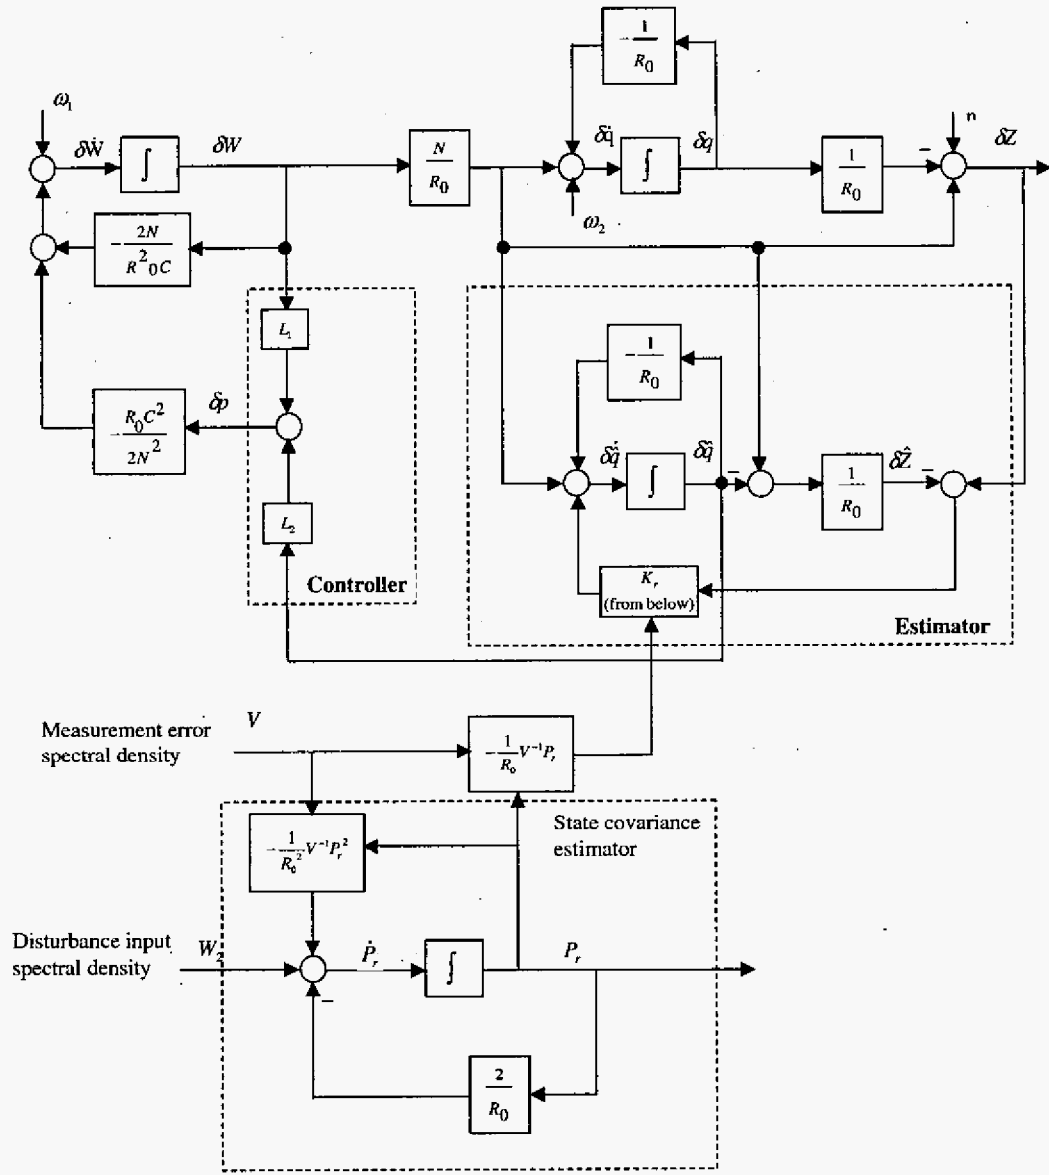 1
- —
R₀
ω₁
δẆ
∫
δW
N
R₀
δq̇
∫
δq
ω₂
1
R₀
−
n
δZ
- 2N
R²₀C
L₁
- 1
R₀
- R₀C²
2N²
δp
δq̂̇
∫
δq̂
−
1
R₀
δẐ
−
L₂
Controller
K_r
(from below)
Estimator
Measurement error
spectral density
V
- 1/R₀ V⁻¹P_r
- 1/R₀² V⁻¹P_r²
State covariance
estimator
Disturbance input
spectral density
W₂
Ṗ_r
∫
P_r
−
2
R₀